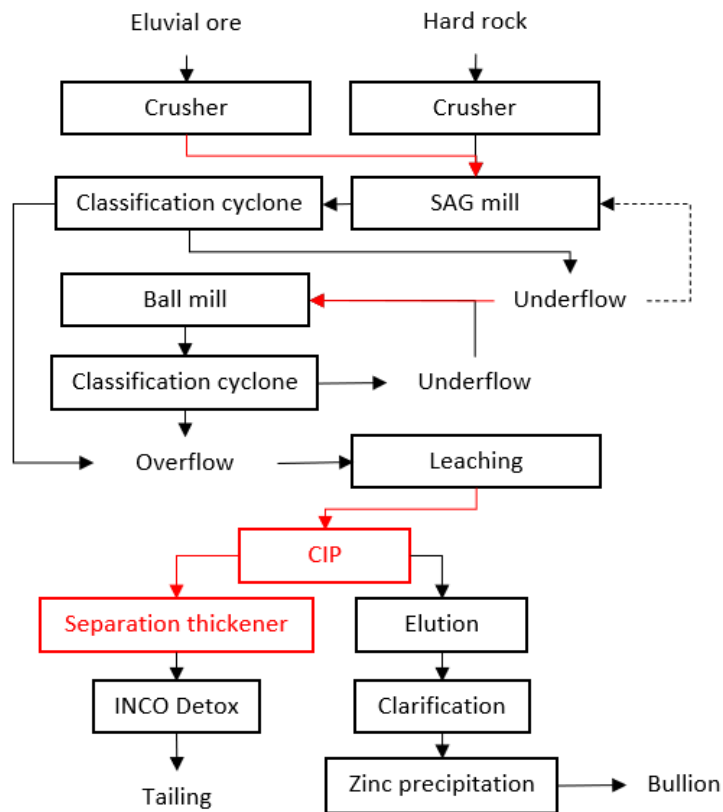 Eluvial ore
Hard rock
Crusher
Crusher
Classification cyclone
SAG mill
Ball mill
Underflow
Classification cyclone
Underflow
Overflow
Leaching
CIP
Separation thickener
Elution
INCO Detox
Clarification
Tailing
Zinc precipitation
Bullion